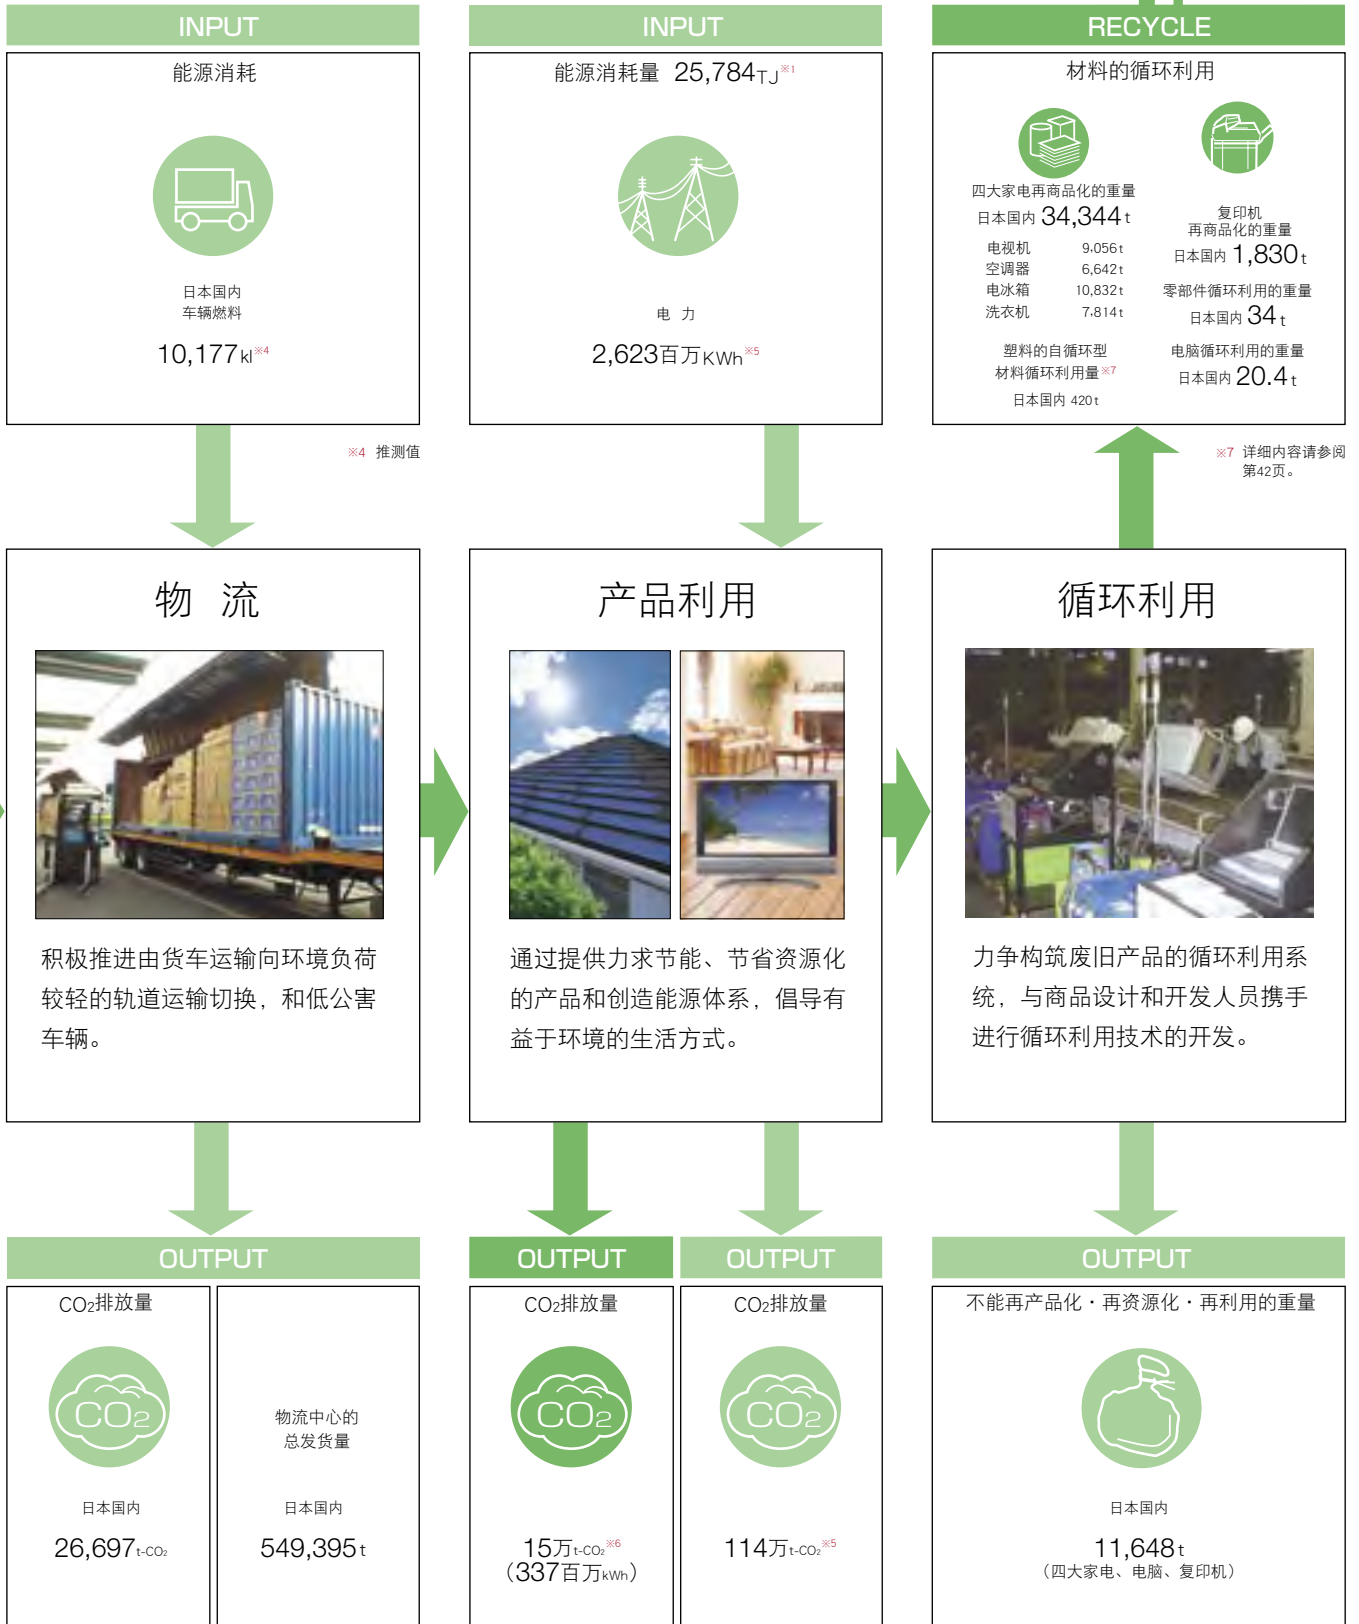 INPUT
能源消耗
日本国内
车辆燃料
10,177kl※4
※4 推测值
INPUT
能源消耗量 25,784TJ※1
电 力
2,623百万KWh※5
RECYCLE
材料的循环利用
四大家电再商品化的重量
日本国内 34,344t
电视机 9,056t
空调器 6,642t
电冰箱 10,832t
洗衣机 7,814t
塑料的自循环型
材料循环利用量※7
日本国内 420t
复印机
再商品化的重量
日本国内 1,830t
零部件循环利用的重量
日本国内 34t
电脑循环利用的重量
日本国内 20.4t
※7 详细内容请参阅
第42页。
物 流
积极推进由货车运输向环境负荷
较轻的轨道运输切换，和低公害
车辆。
产品利用
通过提供力求节能、节省资源化
的产品和创造能源体系，倡导有
益于环境的生活方式。
循环利用
力争构筑废旧产品的循环利用系
统，与商品设计和开发人员携手
进行循环利用技术的开发。
OUTPUT
CO2排放量
CO2
日本国内
26,697t-CO2
物流中心的
总发货量
日本国内
549,395t
OUTPUT
CO2排放量
CO2
15万t-CO2※6
（337百万kWh）
OUTPUT
CO2排放量
CO2
114万t-CO2※5
OUTPUT
不能再产品化・再资源化・再利用的重量
日本国内
11,648t
（四大家电、电脑、复印机）